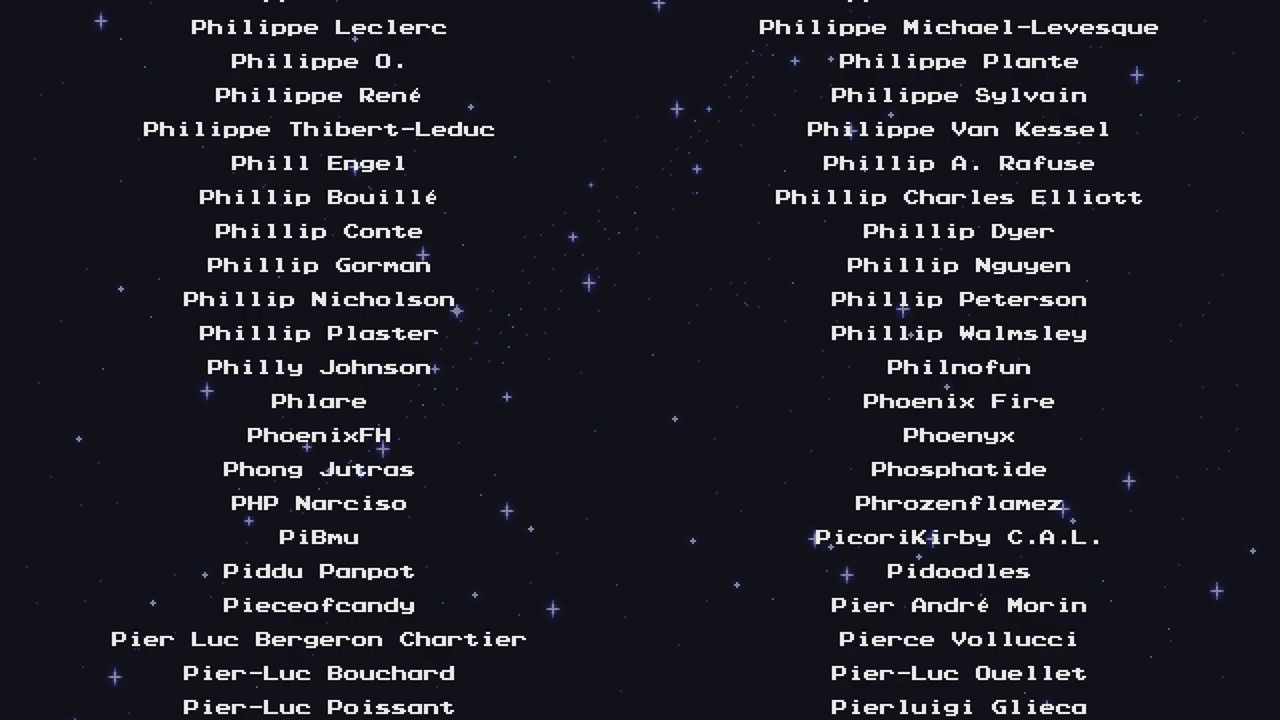 Philippe Leclerc
Philippe Michael-Levesque
Philippe O.
Philippe Plante
Philippe René
Philippe Sylvain
Philippe Thibert-Leduc
Philippe Van Kessel
Phill Engel
Phillip A. Rafuse
Phillip Bouillé
Phillip Charles Elliott
Phillip Conte
Phillip Dyer
Phillip Gorman
Phillip Nguyen
Phillip Nicholson
Phillip Peterson
Phillip Plaster
Phillip Walmsley
Philly Johnson
Philnofun
Phlare
Phoenix Fire
PhoenixFH
Phoenyx
Phong Jutras
Phosphatide
PHP Narciso
Phrozenflamez
PiBmu
PicoriKirby C.A.L.
Piddu Panpot
Pidoodles
Pieceofcandy
Pier André Morin
Pier Luc Bergeron Chartier
Pierce Vollucci
Pier-Luc Bouchard
Pier-Luc Ouellet
Pier-Luc Poissant
Pierluigi Glieca